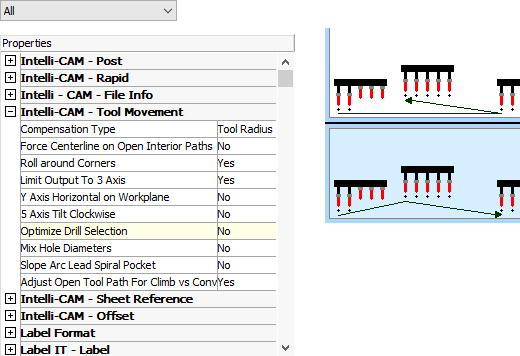 All
Properties
Intelli-CAM - Post
Intelli-CAM - Rapid
Intelli - CAM - File Info
Intelli-CAM - Tool Movement
Compensation Type Tool Radius
Force Centerline on Open Interior Paths No
Roll around Corners Yes
Limit Output To 3 Axis Yes
Y Axis Horizontal on Workplane No
5 Axis Tilt Clockwise No
Optimize Drill Selection No
Mix Hole Diameters No
Slope Arc Lead Spiral Pocket No
Adjust Open Tool Path For Climb vs Conv Yes
Intelli-CAM - Sheet Reference
Intelli-CAM - Offset
Label Format
Label IT - Label